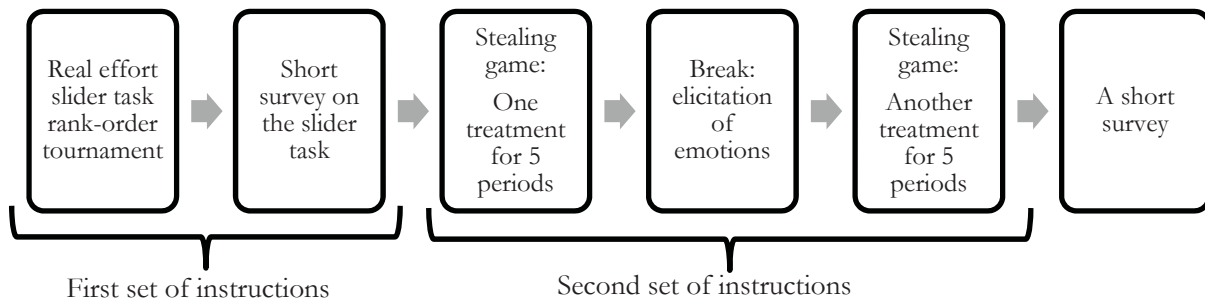 Real effort
slider task
rank-order
tournament
Short
survey on
the slider
task
Stealing
game:
One
treatment
for 5
periods
Break:
elicitation
of
emotions
Stealing
game:
Another
treatment
for 5
periods
A short
survey
First set of instructions
Second set of instructions